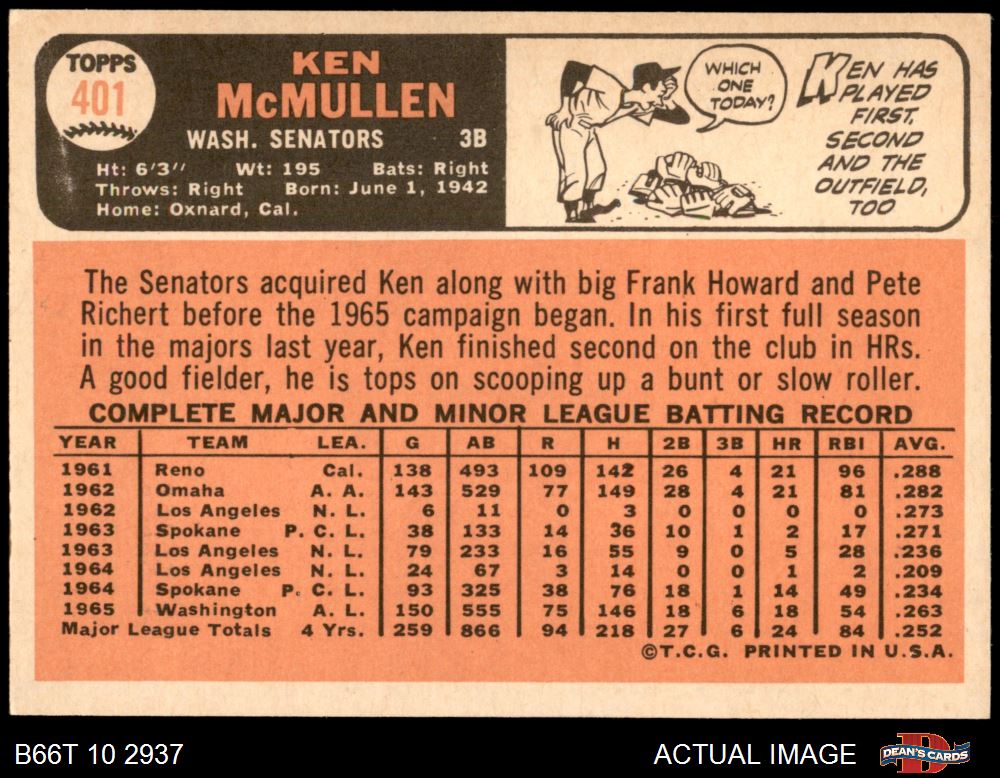 TOPPS
401
KEN
McMULLEN
WASH. SENATORS 3B
Ht: 6'3" Wt: 195 Bats: Right
Throws: Right Born: June 1, 1942
Home: Oxnard, Cal.
WHICH
ONE
TODAY?
KEN HAS
PLAYED
FIRST,
SECOND
AND THE
OUTFIELD,
TOO
The Senators acquired Ken along with big Frank Howard and Pete
Richert before the 1965 campaign began. In his first full season
in the majors last year, Ken finished second on the club in HRs.
A good fielder, he is tops on scooping up a bunt or slow roller.
COMPLETE MAJOR AND MINOR LEAGUE BATTING RECORD
YEAR TEAM LEA. G AB R H 2B 3B HR RBI AVG.
1961 Reno Cal. 138 493 109 142 26 4 21 96 .288
1962 Omaha A. A. 143 529 77 149 28 4 21 81 .282
1962 Los Angeles N. L. 6 11 0 3 0 0 0 0 .273
1963 Spokane P. C. L. 38 133 14 36 10 1 2 17 .271
1963 Los Angeles N. L. 79 233 16 55 9 0 5 28 .236
1964 Los Angeles N. L. 24 67 3 14 0 0 1 2 .209
1964 Spokane P. C. L. 93 325 38 76 18 1 14 49 .234
1965 Washington A. L. 150 555 75 146 18 6 18 54 .263
Major League Totals 4 Yrs. 259 866 94 218 27 6 24 84 .252
©T.C.G. PRINTED IN U.S.A.
B66T 10 2937 ACTUAL IMAGE
DEAN'S CARDS